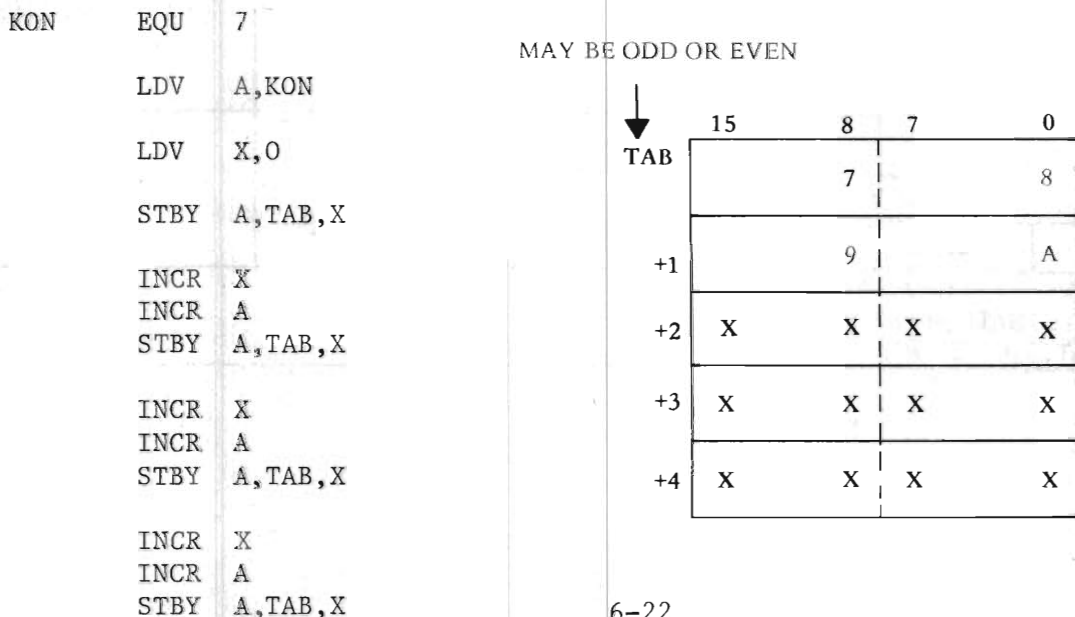 KON EQU 7
LDV A,KON
LDV X,O
STBY A,TAB,X
INCR X
INCR A
STBY A,TAB,X
INCR X
INCR A
STBY A,TAB,X
INCR X
INCR A
STBY A,TAB,X
MAY BE ODD OR EVEN
15 8 7 0
TAB 7 8
+1 9 A
+2 X X X X
+3 X X X X
+4 X X X X
6-22